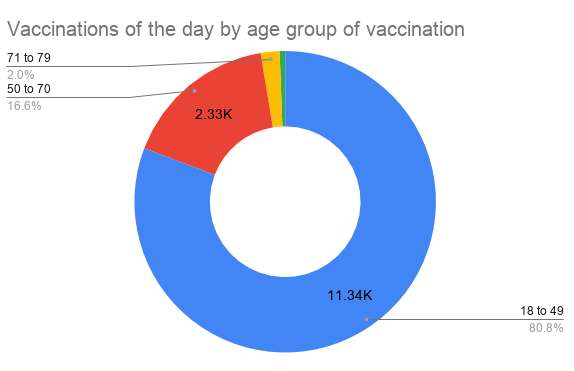 Vaccinations of the day by age group of vaccination
71 to 79
2.0%
50 to 70
16.6%
2.33K
11.34K
18 to 49
80.8%